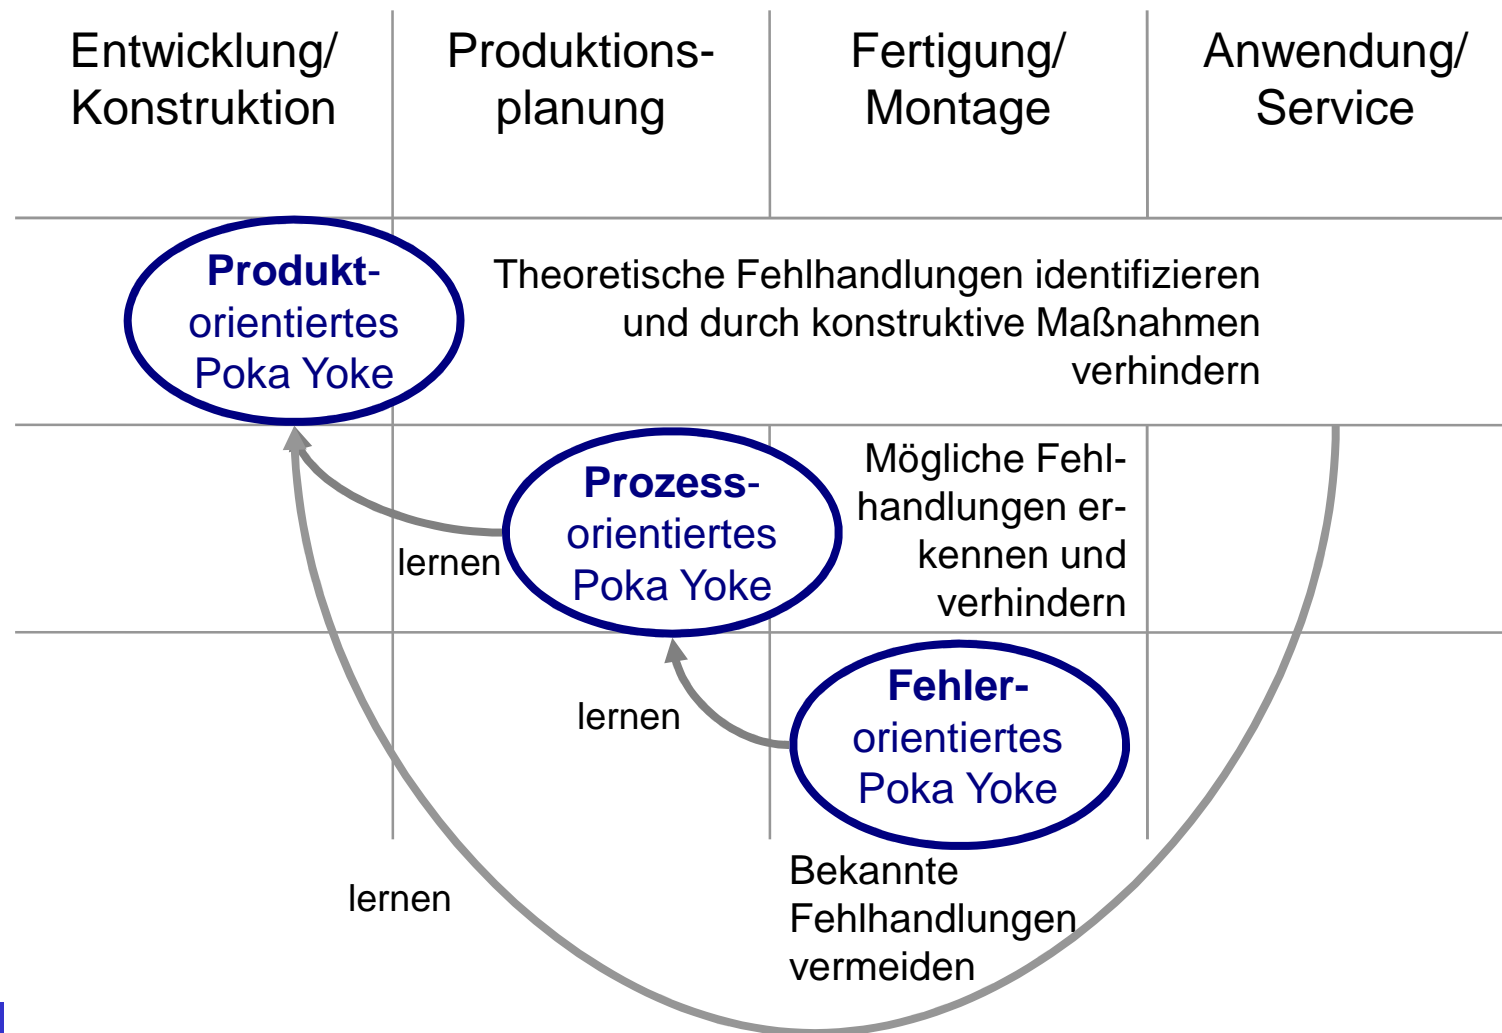 Entwicklung/
Konstruktion
Produktions-
planung
Fertigung/
Montage
Anwendung/
Service
Produkt-
orientiertes
Poka Yoke
Theoretische Fehlhandlungen identifizieren
und durch konstruktive Maßnahmen
verhindern
Prozess-
orientiertes
Poka Yoke
Mögliche Fehl-
handlungen er-
kennen und
verhindern
lernen
Fehler-
orientiertes
Poka Yoke
lernen
Bekannte
Fehlhandlungen
vermeiden
lernen